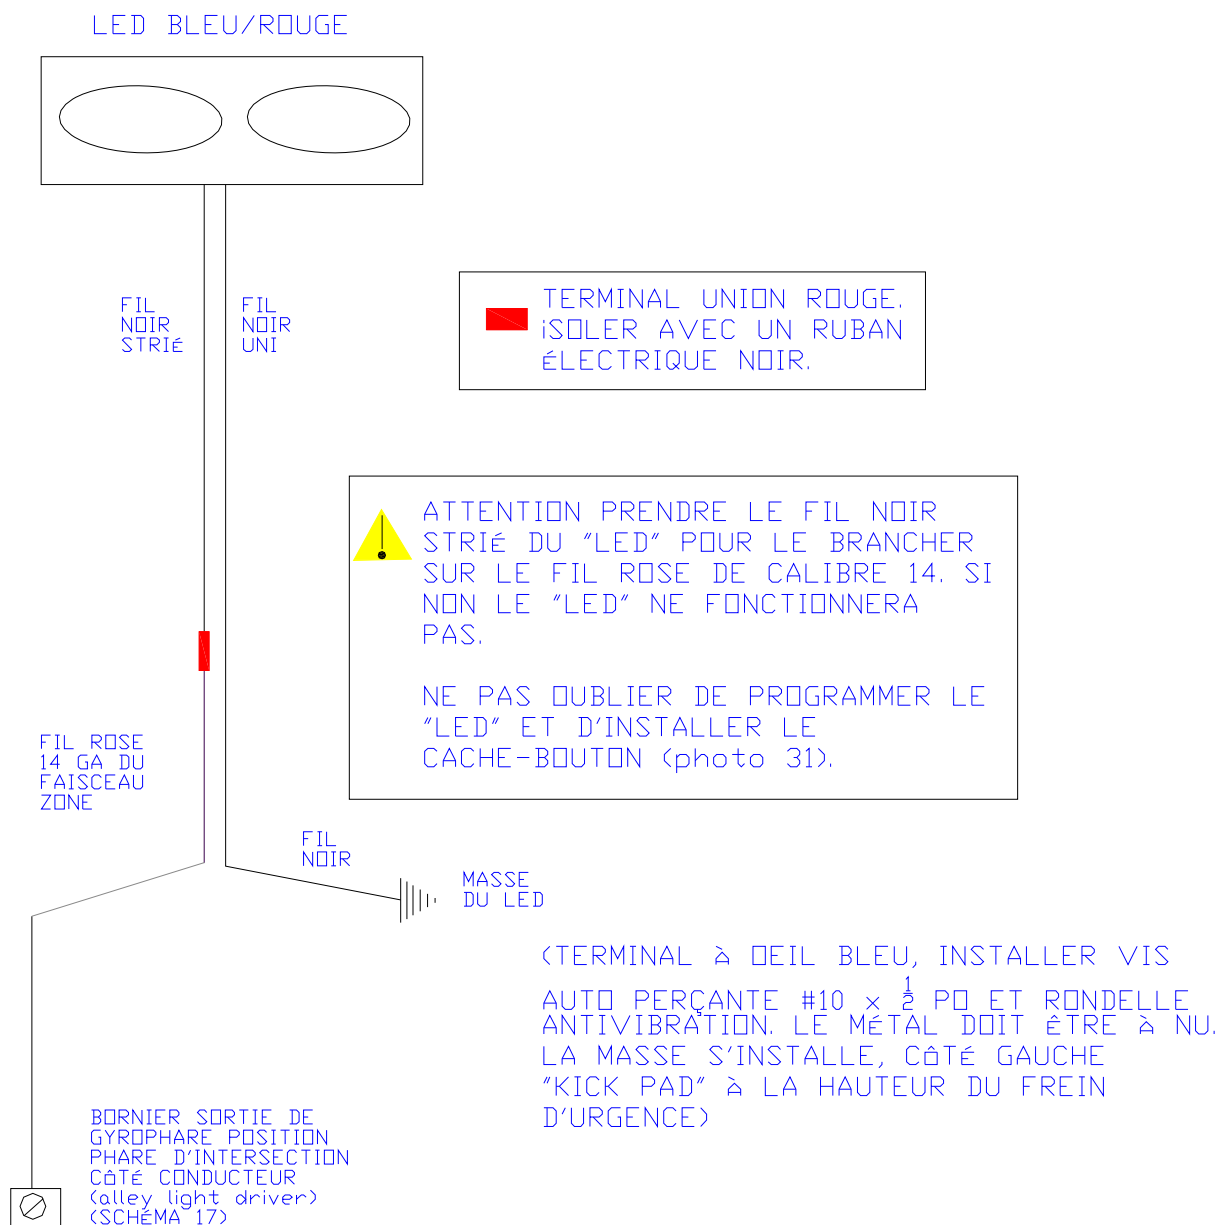 LED BLEU/ROUGE
FIL
NOIR
STRIÉ
FIL
NOIR
UNI
TERMINAL UNION ROUGE.
iSOLER AVEC UN RUBAN
ÉLECTRIQUE NOIR.
ATTENTION PRENDRE LE FIL NOIR
STRIÉ DU "LED" POUR LE BRANCHER
SUR LE FIL ROSE DE CALIBRE 14. SI
NON LE "LED" NE FONCTIONNERA
PAS.
NE PAS OUBLIER DE PROGRAMMER LE
"LED" ET D'INSTALLER LE
CACHE-BOUTON (photo 31).
FIL ROSE
14 GA DU
FAISCEAU
ZONE
FIL
NOIR
MASSE
DU LED
(TERMINAL à OEIL BLEU, INSTALLER VIS
AUTO PERÇANTE #10 x 1/2 PO ET RONDELLE
ANTIVIBRATION. LE MÉTAL DOIT ÊTRE à NU.
LA MASSE S'INSTALLE, CôTÉ GAUCHE
"KICK PAD" à LA HAUTEUR DU FREIN
D'URGENCE)
BORNIER SORTIE DE
GYROPHARE POSITION
PHARE D'INTERSECTION
CôTÉ CONDUCTEUR
(alley light driver)
(SCHÉMA 17)